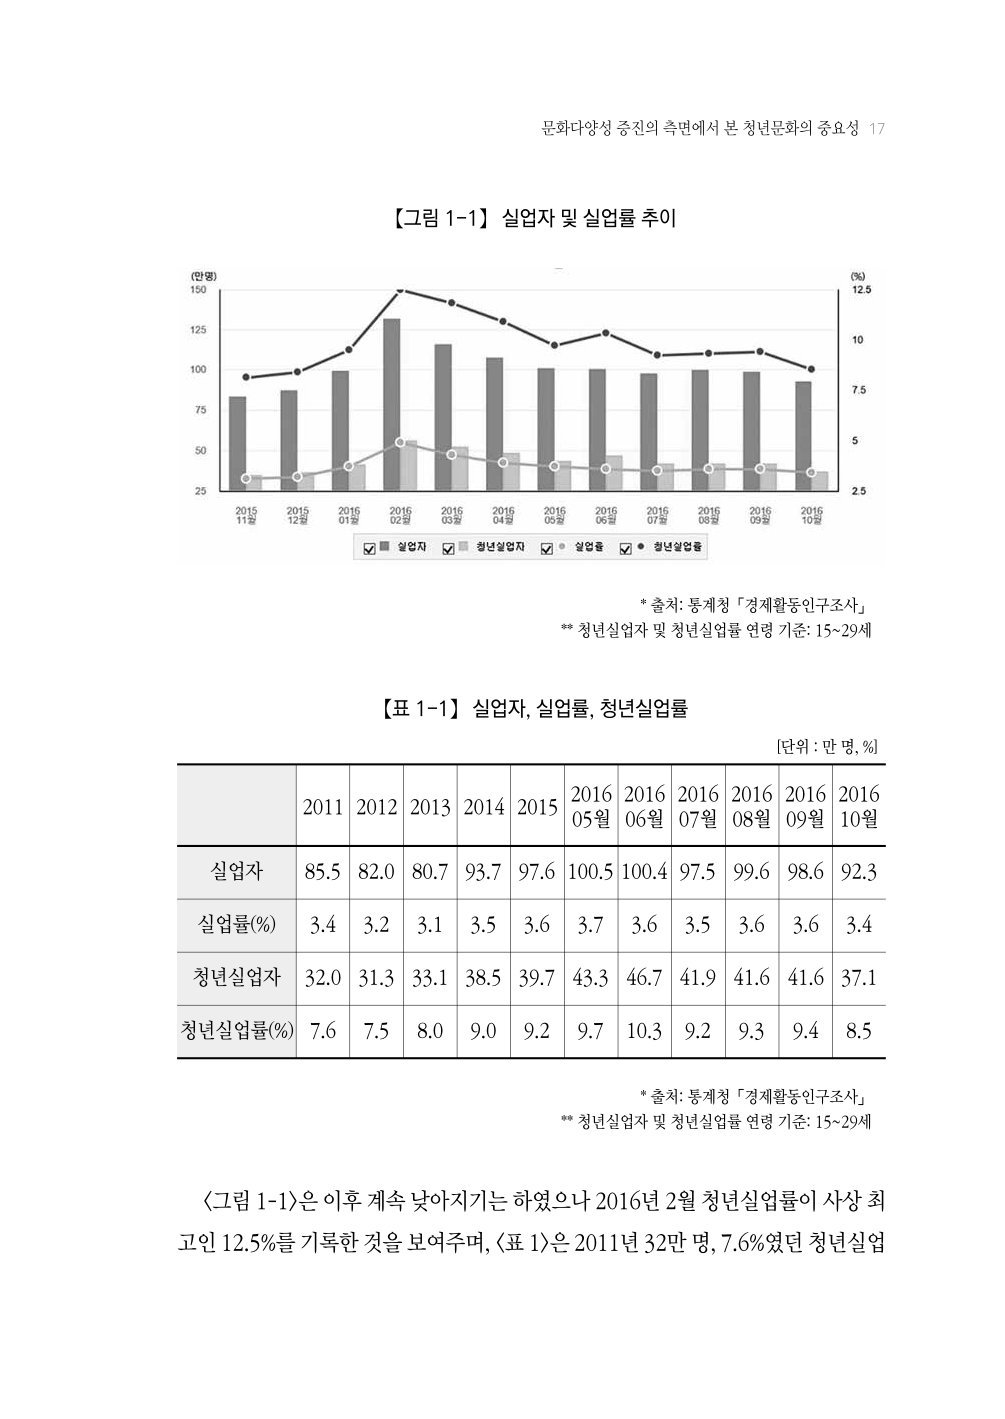 문화다양성 증진의 측면에서 본 청년문화의 중요성 17
【그림 1-1】 실업자 및 실업률 추이
(만명) (%)
150 12.5
125
10
100
7.5
75
5
50
25 2.5
2015 2015 2016 2016 2016 2016 2016 2016 2016 2016 2016 2016
11월 12월 01월 02월 03월 04월 05월 06월 07월 08월 09월 10월
실업자 청년실업자 실업률 청년실업률
* 출처: 통계청「경제활동인구조사」
** 청년실업자 및 청년실업률 연령 기준: 15~29세
【표 1-1】 실업자, 실업률, 청년실업률
[단위 : 만 명, %]
2011 2012 2013 2014 2015 2016 05월 2016 06월 2016 07월 2016 08월 2016 09월 2016 10월
실업자 85.5 82.0 80.7 93.7 97.6 100.5 100.4 97.5 99.6 98.6 92.3
실업률(%) 3.4 3.2 3.1 3.5 3.6 3.7 3.6 3.5 3.6 3.6 3.4
청년실업자 32.0 31.3 33.1 38.5 39.7 43.3 46.7 41.9 41.6 41.6 37.1
청년실업률(%) 7.6 7.5 8.0 9.0 9.2 9.7 10.3 9.2 9.3 9.4 8.5
* 출처: 통계청「경제활동인구조사」
** 청년실업자 및 청년실업률 연령 기준: 15~29세
〈그림 1-1〉은 이후 계속 낮아지기는 하였으나 2016년 2월 청년실업률이 사상 최
고인 12.5%를 기록한 것을 보여주며, 〈표 1〉은 2011년 32만 명, 7.6%였던 청년실업